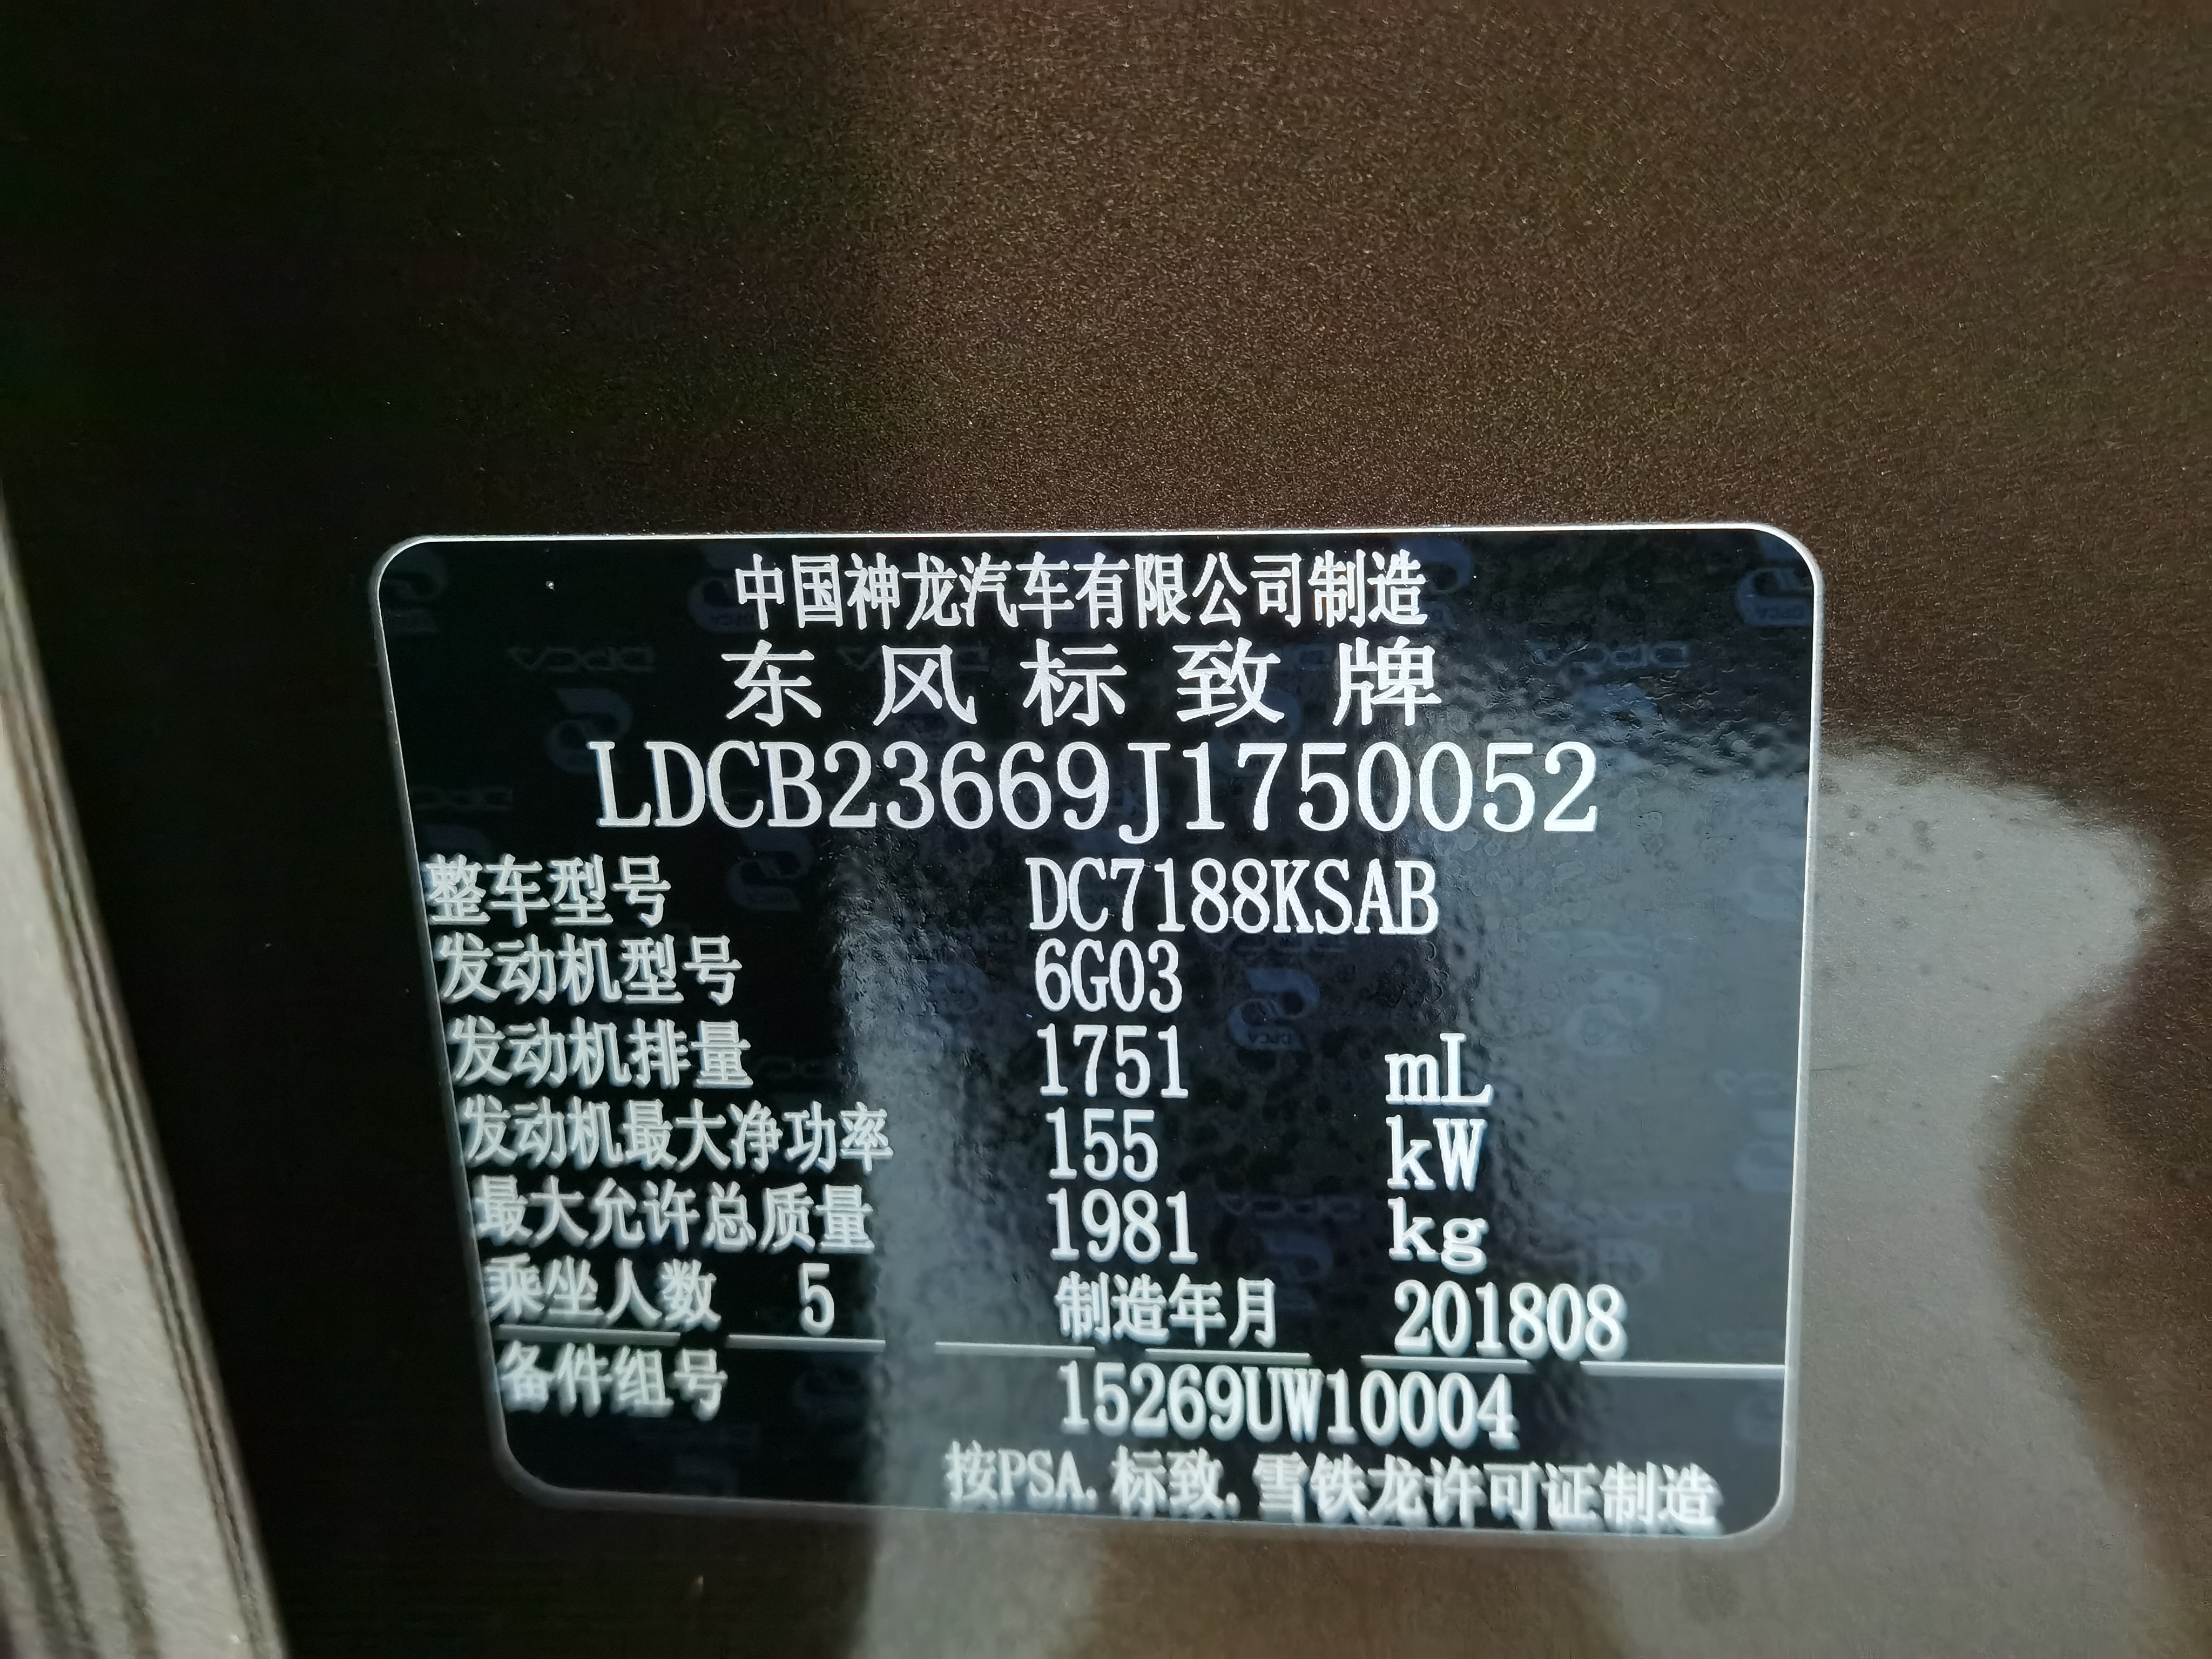 中国神龙汽车有限公司制造
东风标致牌
LDCB23669J1750052
整车型号 DC7188KSAB
发动机型号 6G03
发动机排量 1751 mL
发动机最大净功率 155 kW
最大允许总质量 1981 kg
乘坐人数 5 制造年月 201808
备件组号 15269UW10004
按PSA.标致.雪铁龙许可证制造